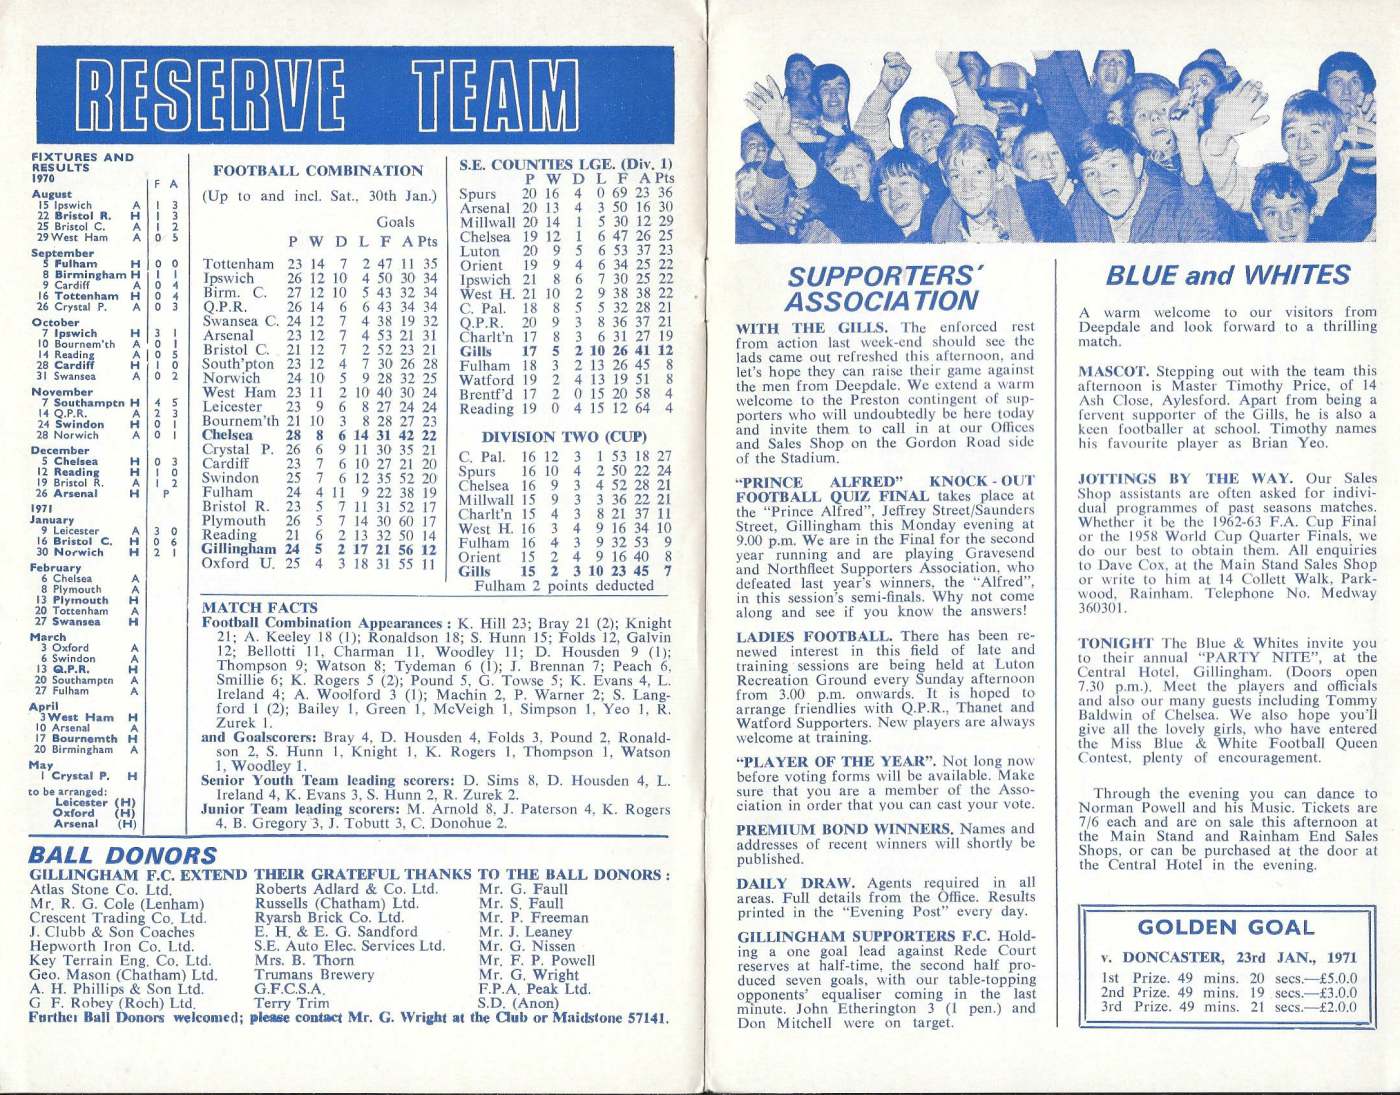 RESERVE TEAM
FIXTURES AND
RESULTS
1970
F A
August
15 Ipswich A 1 3
22 Bristol R. H 1 3
25 Bristol C. A 1 2
29 West Ham A 0 5
September
5 Fulham H 0 0
8 Birmingham H 1 1
9 Cardiff A 0 4
16 Tottenham H 0 4
26 Crystal P. A 0 3
October
7 Ipswich H 3 1
10 Bournem'th A 0 1
14 Reading A 0 5
28 Cardiff H 1 0
31 Swansea A 0 2
November
7 Southamptn H 4 5
14 Q.P.R. A 2 3
24 Swindon H 0 1
28 Norwich A 0 1
December
5 Chelsea H 0 3
12 Reading H 1 0
19 Bristol R. A 1 2
26 Arsenal H P
1971
January
9 Leicester A 3 0
16 Bristol C. H 0 6
30 Norwich H 2 1
February
6 Chelsea A
8 Plymouth A
13 Plymouth H
20 Tottenham A
27 Swansea H
March
3 Oxford A
6 Swindon A
13 Q.P.R. H
20 Southamptn A
27 Fulham A
April
3 West Ham H
10 Arsenal A
17 Bournemth H
20 Birmingham A
May
1 Crystal P. H
to be arranged:
Leicester (H)
Oxford (H)
Arsenal (H)
FOOTBALL COMBINATION
(Up to and incl. Sat., 30th Jan.)
Goals
P W D L F A Pts
Tottenham 23 14 7 2 47 11 35
Ipswich 26 12 10 4 50 30 34
Birm. C. 27 12 10 5 43 32 34
Q.P.R. 26 14 6 6 43 34 34
Swansea C. 24 12 7 4 38 19 32
Arsenal 23 12 7 4 53 21 31
Bristol C. 21 12 7 2 52 23 21
South'pton 23 12 4 7 30 26 28
Norwich 24 10 5 9 28 32 25
West Ham 23 11 2 10 40 30 24
Leicester 23 9 6 8 27 24 24
Bournem'th 21 10 3 8 28 27 23
Chelsea 28 8 6 14 31 42 22
Crystal P. 26 6 9 11 30 35 21
Cardiff 23 7 6 10 27 21 20
Swindon 25 7 6 12 35 52 20
Fulham 24 4 11 9 22 38 19
Bristol R. 23 5 7 11 31 52 17
Plymouth 26 5 7 14 30 60 17
Reading 21 6 2 13 32 50 14
Gillingham 24 5 2 17 21 56 12
Oxford U. 25 4 3 18 31 55 11
S.E. COUNTIES LGE. (Div. 1)
P W D L F A Pts
Spurs 20 16 4 0 69 23 36
Arsenal 20 13 4 3 50 16 30
Millwall 20 14 1 5 30 12 29
Chelsea 19 12 1 6 47 26 25
Luton 20 9 5 6 53 37 23
Orient 19 9 4 6 34 25 22
Ipswich 21 8 6 7 30 25 22
West H. 21 10 2 9 38 38 22
C. Pal. 18 8 5 5 32 28 21
Q.P.R. 20 9 3 8 36 37 21
Charlt'n 17 8 3 6 31 27 19
Gills 17 5 2 10 26 41 12
Fulham 18 3 2 13 26 45 8
Watford 19 2 4 13 19 51 8
Brentf'd 17 2 0 15 20 58 4
Reading 19 0 4 15 12 64 4
DIVISION TWO (CUP)
C. Pal. 16 12 3 1 53 18 27
Spurs 16 10 4 2 50 22 24
Chelsea 16 9 3 4 52 28 21
Millwall 15 9 3 3 36 22 21
Charlt'n 15 4 3 8 21 37 11
West H. 16 3 4 9 16 34 10
Fulham 16 4 3 9 32 53 9
Orient 15 2 4 9 16 40 8
Gills 15 2 3 10 23 45 7
Fulham 2 points deducted
MATCH FACTS
Football Combination Appearances : K. Hill 23; Bray 21 (2); Knight
21; A. Keeley 18 (1); Ronaldson 18; S. Hunn 15; Folds 12, Galvin
12; Bellotti 11, Charman 11, Woodley 11; D. Housden 9 (1);
Thompson 9; Watson 8; Tydeman 6 (1); J. Brennan 7; Peach 6,
Smillie 6; K. Rogers 5 (2); Pound 5, G. Towse 5; K. Evans 4, L.
Ireland 4; A. Woolford 3 (1); Machin 2, P. Warner 2; S. Lang-
ford 1 (2); Bailey 1, Green 1, McVeigh 1, Simpson 1, Yeo 1, R.
Zurek 1.
and Goalscorers: Bray 4, D. Housden 4, Folds 3, Pound 2, Ronald-
son 2, S. Hunn 1, Knight 1, K. Rogers 1, Thompson 1, Watson
1, Woodley 1.
Senior Youth Team leading scorers: D. Sims 8, D. Housden 4, L.
Ireland 4, K. Evans 3, S. Hunn 2, R. Zurek 2.
Junior Team leading scorers: M. Arnold 8, J. Paterson 4, K. Rogers
4, B. Gregory 3, J. Tobutt 3, C. Donohue 2.
BALL DONORS
GILLINGHAM F.C. EXTEND THEIR GRATEFUL THANKS TO THE BALL DONORS :
Atlas Stone Co. Ltd. Roberts Adlard & Co. Ltd. Mr. G. Faull
Mr. R. G. Cole (Lenham) Russells (Chatham) Ltd. Mr. S. Faull
Crescent Trading Co. Ltd. Ryarsh Brick Co. Ltd. Mr. P. Freeman
J. Clubb & Son Coaches E. H. & E. G. Sandford Mr. J. Leaney
Hepworth Iron Co. Ltd. S.E. Auto Elec. Services Ltd. Mr. G. Nissen
Key Terrain Eng. Co. Ltd. Mrs. B. Thorn Mr. F. P. Powell
Geo. Mason (Chatham) Ltd. Trumans Brewery Mr. G. Wright
A. H. Phillips & Son Ltd. G.F.C.S.A. F.P.A. Peak Ltd.
G F. Robey (Roch) Ltd. Terry Trim S.D. (Anon)
Further Ball Donors welcomed; please contact Mr. G. Wright at the Club or Maidstone 57141.
SUPPORTERS'
ASSOCIATION
WITH THE GILLS. The enforced rest
from action last week-end should see the
lads came out refreshed this afternoon, and
let's hope they can raise their game against
the men from Deepdale. We extend a warm
welcome to the Preston contingent of sup-
porters who will undoubtedly be here today
and invite them to call in at our Offices
and Sales Shop on the Gordon Road side
of the Stadium.
"PRINCE ALFRED" KNOCK-OUT
FOOTBALL QUIZ FINAL takes place at
the "Prince Alfred", Jeffrey Street/Saunders
Street, Gillingham this Monday evening at
9.00 p.m. We are in the Final for the second
year running and are playing Gravesend
and Northfleet Supporters Association, who
defeated last year's winners, the "Alfred",
in this session's semi-finals. Why not come
along and see if you know the answers!
LADIES FOOTBALL. There has been re-
newed interest in this field of late and
training sessions are being held at Luton
Recreation Ground every Sunday afternoon
from 3.00 p.m. onwards. It is hoped to
arrange friendlies with Q.P.R., Thanet and
Watford Supporters. New players are always
welcome at training.
"PLAYER OF THE YEAR". Not long now
before voting forms will be available. Make
sure that you are a member of the Asso-
ciation in order that you can cast your vote.
PREMIUM BOND WINNERS. Names and
addresses of recent winners will shortly be
published.
DAILY DRAW. Agents required in all
areas. Full details from the Office. Results
printed in the "Evening Post" every day.
GILLINGHAM SUPPORTERS F.C. Hold-
ing a one goal lead against Rede Court
reserves at half-time, the second half pro-
duced seven goals, with our table-topping
opponents' equaliser coming in the last
minute. John Etherington 3 (1 pen.) and
Don Mitchell were on target.
BLUE and WHITES
A warm welcome to our visitors from
Deepdale and look forward to a thrilling
match.
MASCOT. Stepping out with the team this
afternoon is Master Timothy Price, of 14
Ash Close, Aylesford. Apart from being a
fervent supporter of the Gills, he is also a
keen footballer at school. Timothy names
his favourite player as Brian Yeo.
JOTTINGS BY THE WAY. Our Sales
Shop assistants are often asked for indivi-
dual programmes of past seasons matches.
Whether it be the 1962-63 F.A. Cup Final
or the 1958 World Cup Quarter Finals, we
do our best to obtain them. All enquiries
to Dave Cox, at the Main Stand Sales Shop
or write to him at 14 Collett Walk, Park-
wood, Rainham. Telephone No. Medway
360301.
TONIGHT The Blue & Whites invite you
to their annual "PARTY NITE", at the
Central Hotel, Gillingham. (Doors open
7.30 p.m.). Meet the players and officials
and also our many guests including Tommy
Baldwin of Chelsea. We also hope you'll
give all the lovely girls, who have entered
the Miss Blue & White Football Queen
Contest, plenty of encouragement.
Through the evening you can dance to
Norman Powell and his Music. Tickets are
7/6 each and are on sale this afternoon at
the Main Stand and Rainham End Sales
Shops, or can be purchased at the door at
the Central Hotel in the evening.
GOLDEN GOAL
v. DONCASTER, 23rd JAN., 1971
1st Prize. 49 mins. 20 secs.—£5.0.0
2nd Prize. 49 mins. 19 secs.—£3.0.0
3rd Prize. 49 mins. 21 secs.—£2.0.0